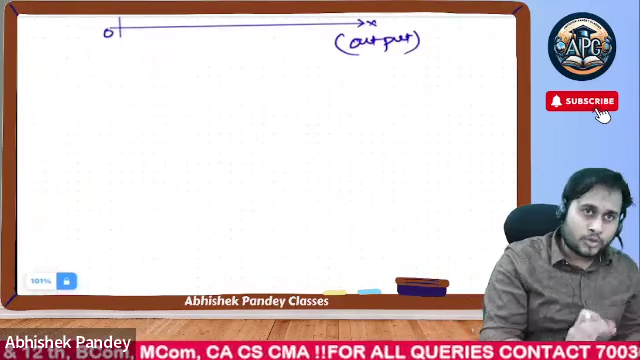 0
x
(output)
APG
SUBSCRIBE
101%
Abhishek Pandey Classes
Abhishek Pandey
& 12 th, BCom, MCom, CA CS CMA !!FOR ALL QUERIES CONTACT 7003